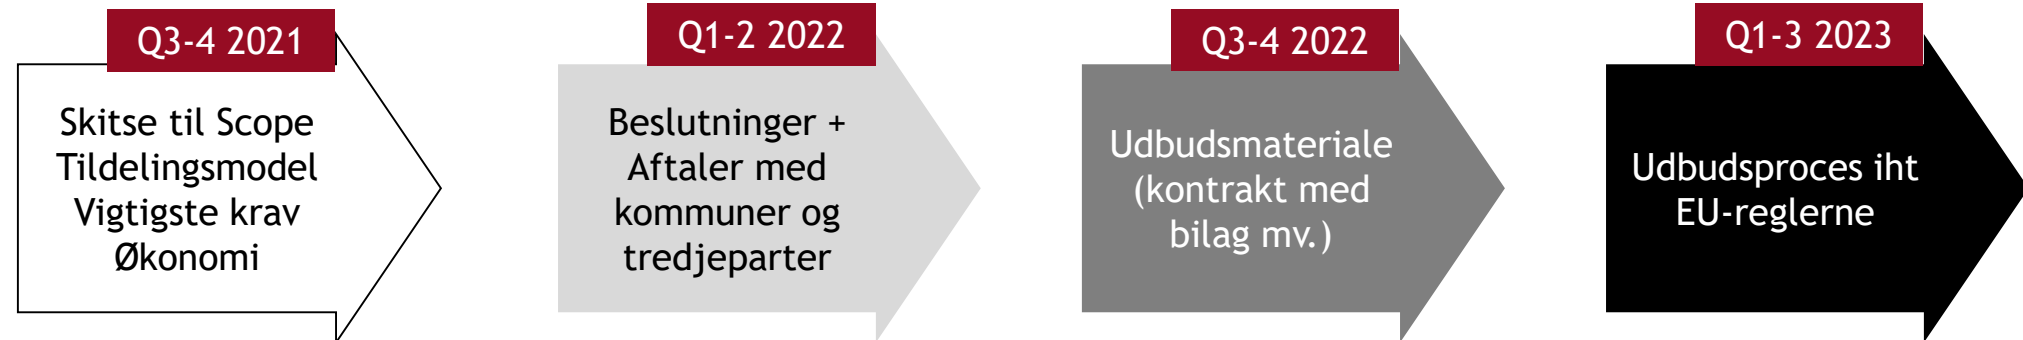 Q3-4 2021
Skitse til Scope
Tildelingsmodel
Vigtigste krav
Økonomi
Q1-2 2022
Beslutninger +
Aftaler med
kommuner og
tredjeparter
Q3-4 2022
Udbudsmateriale
(kontrakt med
bilag mv.)
Q1-3 2023
Udbudsproces iht
EU-reglerne